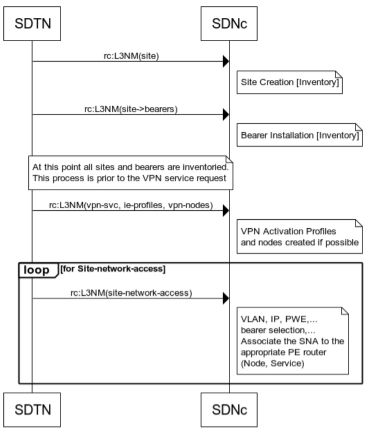 SDTN SDNc
rc:L3NM(site)
Site Creation [Inventory]
rc:L3NM(site->bearers)
Bearer Installation [Inventory]
At this point all sites and bearers are inventoried.
This process is prior to the VPN service request
rc:L3NM(vpn-svc, ie-profiles, vpn-nodes)
VPN Activation Profiles
and nodes created if possible
loop [for Site-network-access]
rc:L3NM(site-network-access)
VLAN, IP, PWE,...
bearer selection,...
Associate the SNA to the
appropriate PE router
(Node, Service)
SDTN SDNc